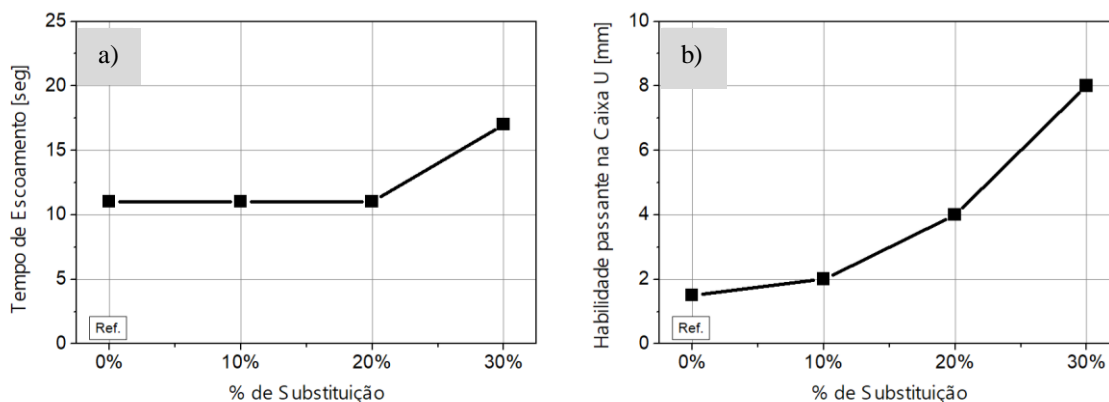 a)
Tempo de Escoamento [seg]
25
20
15
10
5
0
Ref.
0%
10%
20%
30%
% de Substituição
b)
Habilidade passante na Caixa U [mm]
10
8
6
4
2
0
Ref.
0%
10%
20%
30%
% de Substituição